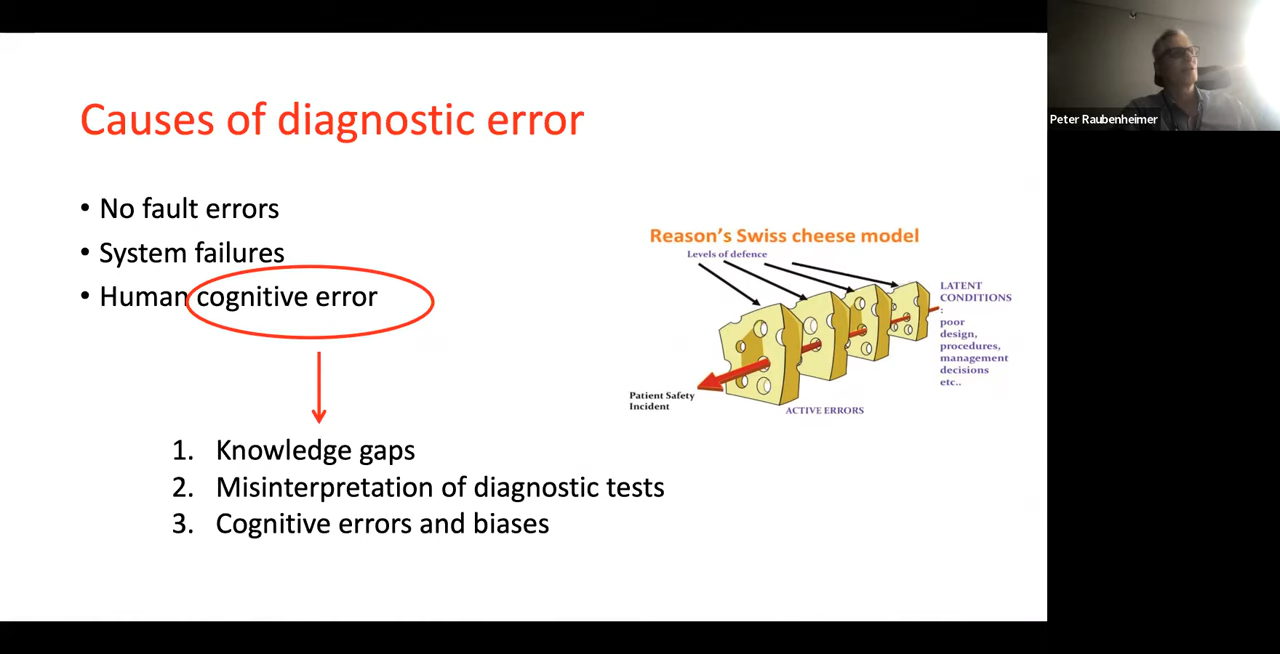 Causes of diagnostic error
• No fault errors
• System failures
• Human cognitive error
1. Knowledge gaps
2. Misinterpretation of diagnostic tests
3. Cognitive errors and biases
Reason's Swiss cheese model
Levels of defence
LATENT
CONDITIONS
:
poor
design,
procedures,
management
decisions
etc..
Patient Safety
Incident
ACTIVE ERRORS
Peter Raubenheimer